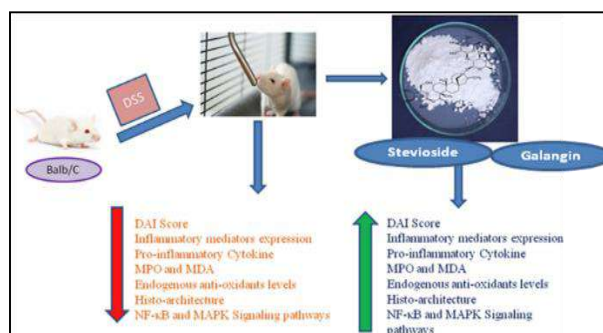 DSS
Balb/C
Stevioside
Galangin
DAI Score
Inflammatory mediators expression
Pro-inflammatory Cytokine
MPO and MDA
Endogenous anti-oxidants levels
Histo-architecture
NF-κB and MAPK Signaling pathways
DAI Score
Inflammatory mediators expression
Pro-inflammatory Cytokine
MPO and MDA
Endogenous anti-oxidants levels
Histo-architecture
NF-κB and MAPK Signaling
pathways